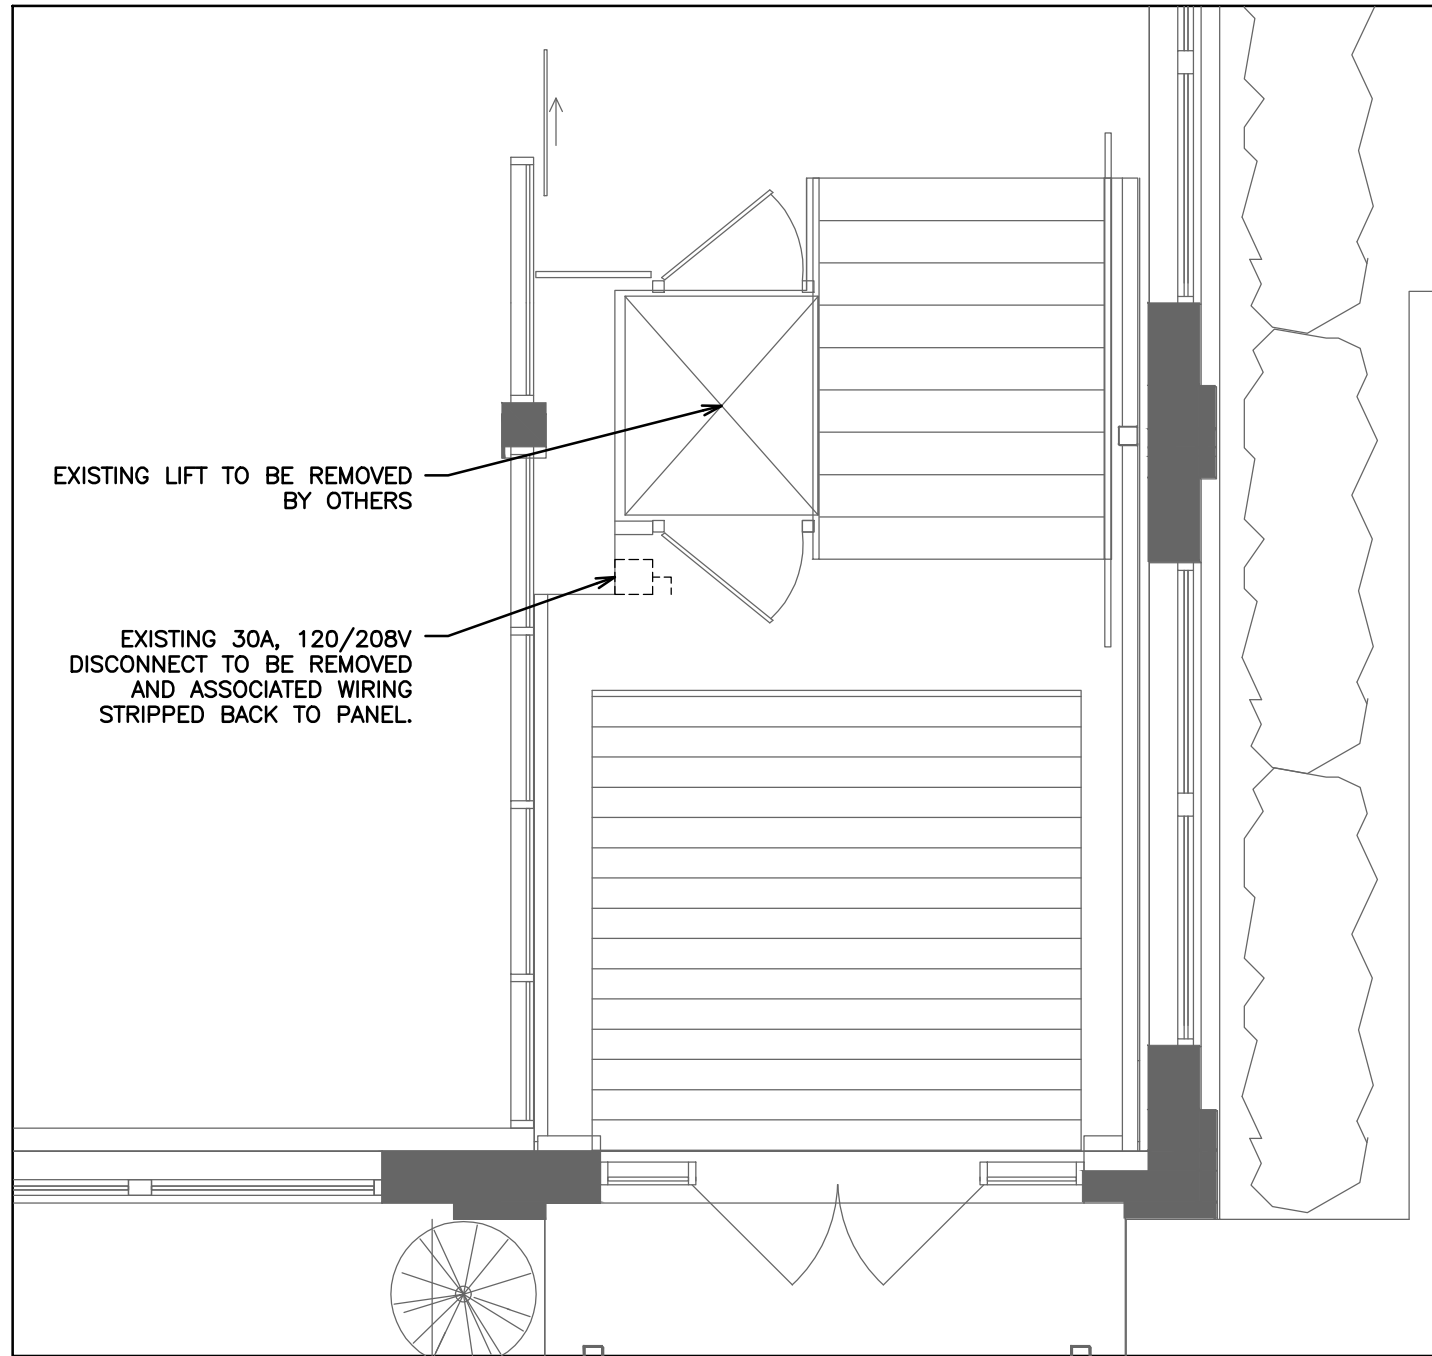 EXISTING LIFT TO BE REMOVED
BY OTHERS
EXISTING 30A, 120/208V
DISCONNECT TO BE REMOVED
AND ASSOCIATED WIRING
STRIPPED BACK TO PANEL.